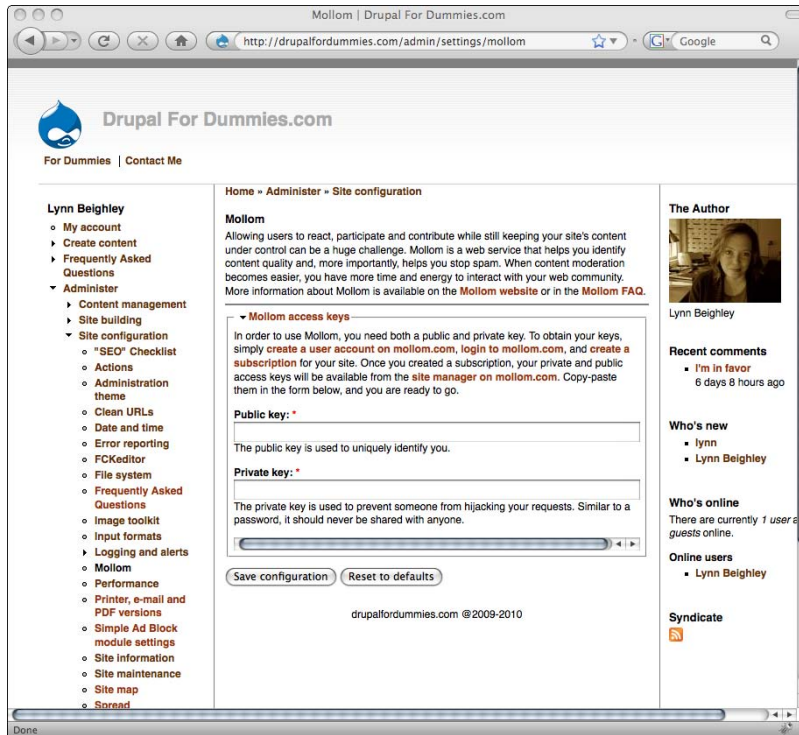 Mollom | Drupal For Dummies.com
http://drupalfordummies.com/admin/settings/mollom
Google
Drupal For Dummies.com
For Dummies | Contact Me
Lynn Beighley
My account
Create content
Frequently Asked
Questions
Administer
Content management
Site building
Site configuration
"SEO" Checklist
Actions
Administration
theme
Clean URLs
Date and time
Error reporting
FCKeditor
File system
Frequently Asked
Questions
Image toolkit
Input formats
Logging and alerts
Mollom
Performance
Printer, e-mail and
PDF versions
Simple Ad Block
module settings
Site information
Site maintenance
Site map
Spread
Home » Administer » Site configuration
Mollom
Allowing users to react, participate and contribute while still keeping your site's content
under control can be a huge challenge. Mollom is a web service that helps you identify
content quality and, more importantly, helps you stop spam. When content moderation
becomes easier, you have more time and energy to interact with your web community.
More information about Mollom is available on the Mollom website or in the Mollom FAQ.
Mollom access keys
In order to use Mollom, you need both a public and private key. To obtain your keys,
simply create a user account on mollom.com, login to mollom.com, and create a
subscription for your site. Once you created a subscription, your private and public
access keys will be available from the site manager on mollom.com. Copy-paste
them in the form below, and you are ready to go.
Public key: *
The public key is used to uniquely identify you.
Private key: *
The private key is used to prevent someone from hijacking your requests. Similar to a
password, it should never be shared with anyone.
Save configuration Reset to defaults
drupalfordummies.com @2009-2010
The Author
Lynn Beighley
Recent comments
I'm in favor
6 days 8 hours ago
Who's new
lynn
Lynn Beighley
Who's online
There are currently 1 user a
guests online.
Online users
Lynn Beighley
Syndicate
Done